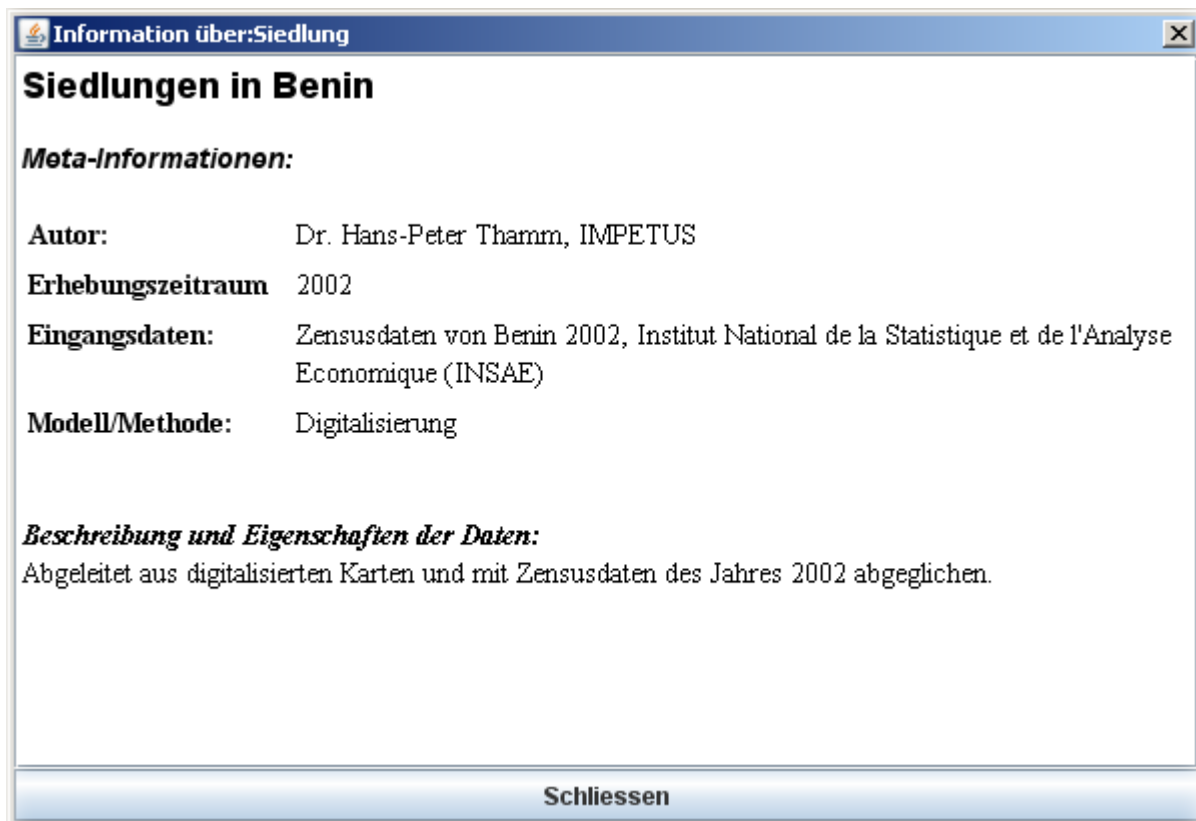 Information über:Siedlung
Siedlungen in Benin
Meta-Informationen:
Autor: Dr. Hans-Peter Thamm, IMPETUS
Erhebungszeitraum 2002
Eingangsdaten: Zensusdaten von Benin 2002, Institut National de la Statistique et de l'Analyse
Economique (INSAE)
Modell/Methode: Digitalisierung
Beschreibung und Eigenschaften der Daten:
Abgeleitet aus digitalisierten Karten und mit Zensusdaten des Jahres 2002 abgeglichen.
Schliessen